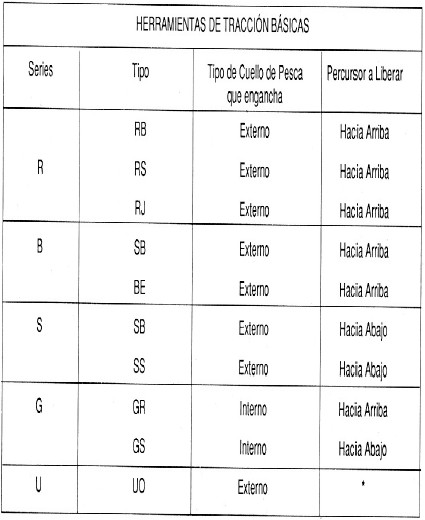 HERRAMIENTAS DE TRACCIÓN BÁSICAS
Series Tipo Tipo de Cuello de Pesca que engancha Percursor a Liberar
RB Externo Hacia Arriba
R RS Externo Hacia Arriba
RJ Externo Hacia Arriba
B SB Externo Haciia Arriba
BE Externo Haciia Arriba
S SB Externo Haciia Abajo
SS Externo Haciia Abajo
G GR Interno Haciia Arriba
GS Interno Haciia Abajo
U UO Externo *